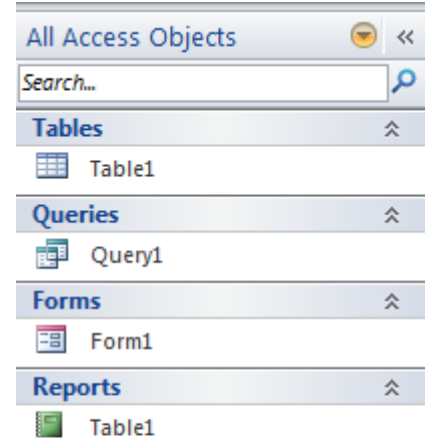 All Access Objects
Search...
Tables
Table1
Queries
Query1
Forms
Form1
Reports
Table1